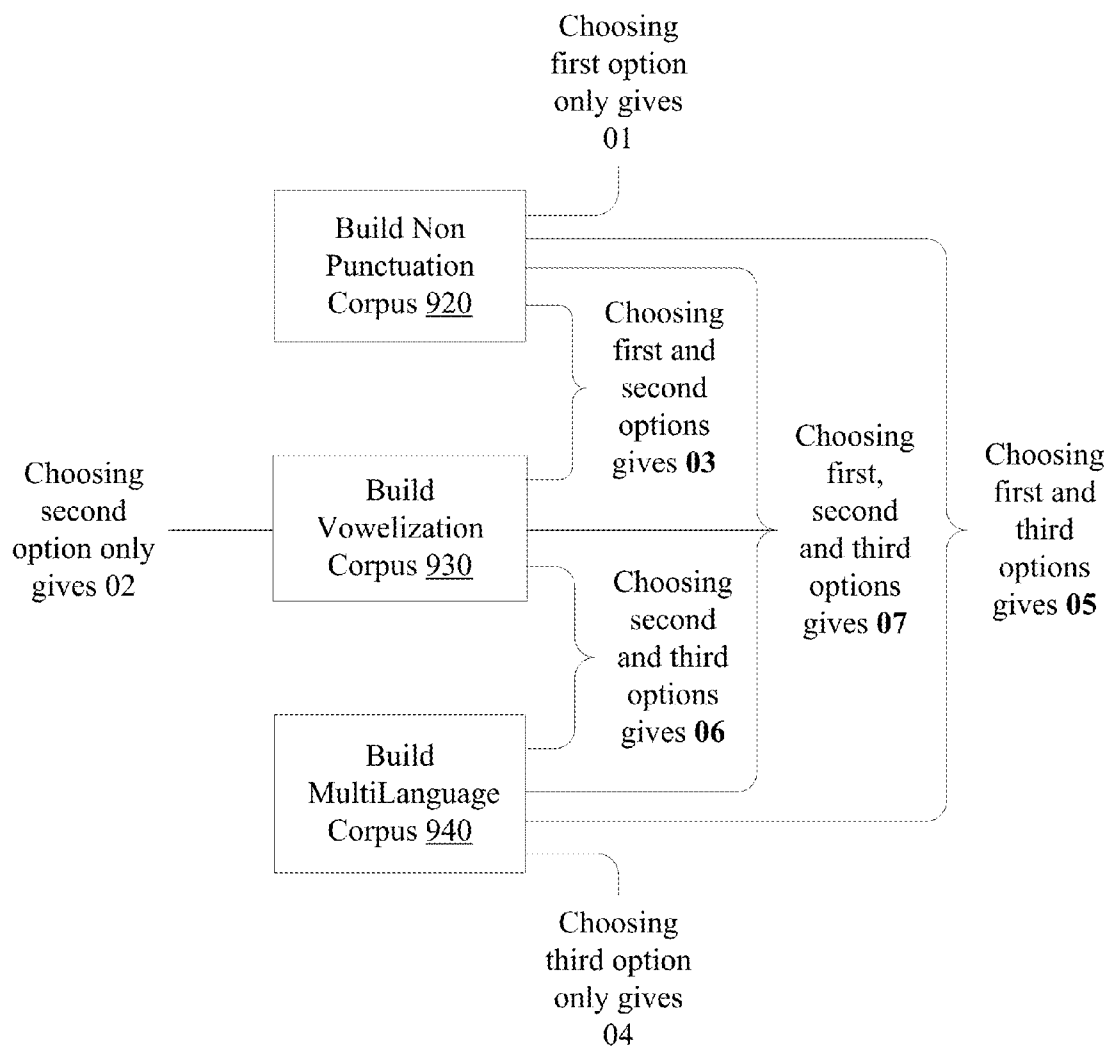 Choosing
first option
only gives
01
Build Non
Punctuation
Corpus 920
Choosing
first and
second
options
gives 03
Choosing
second
option only
gives 02
Build
Vowelization
Corpus 930
Choosing
first,
second
and third
options
gives 07
Choosing
first and
third
options
gives 05
Choosing
second
and third
options
gives 06
Build
MultiLanguage
Corpus 940
Choosing
third option
only gives
04